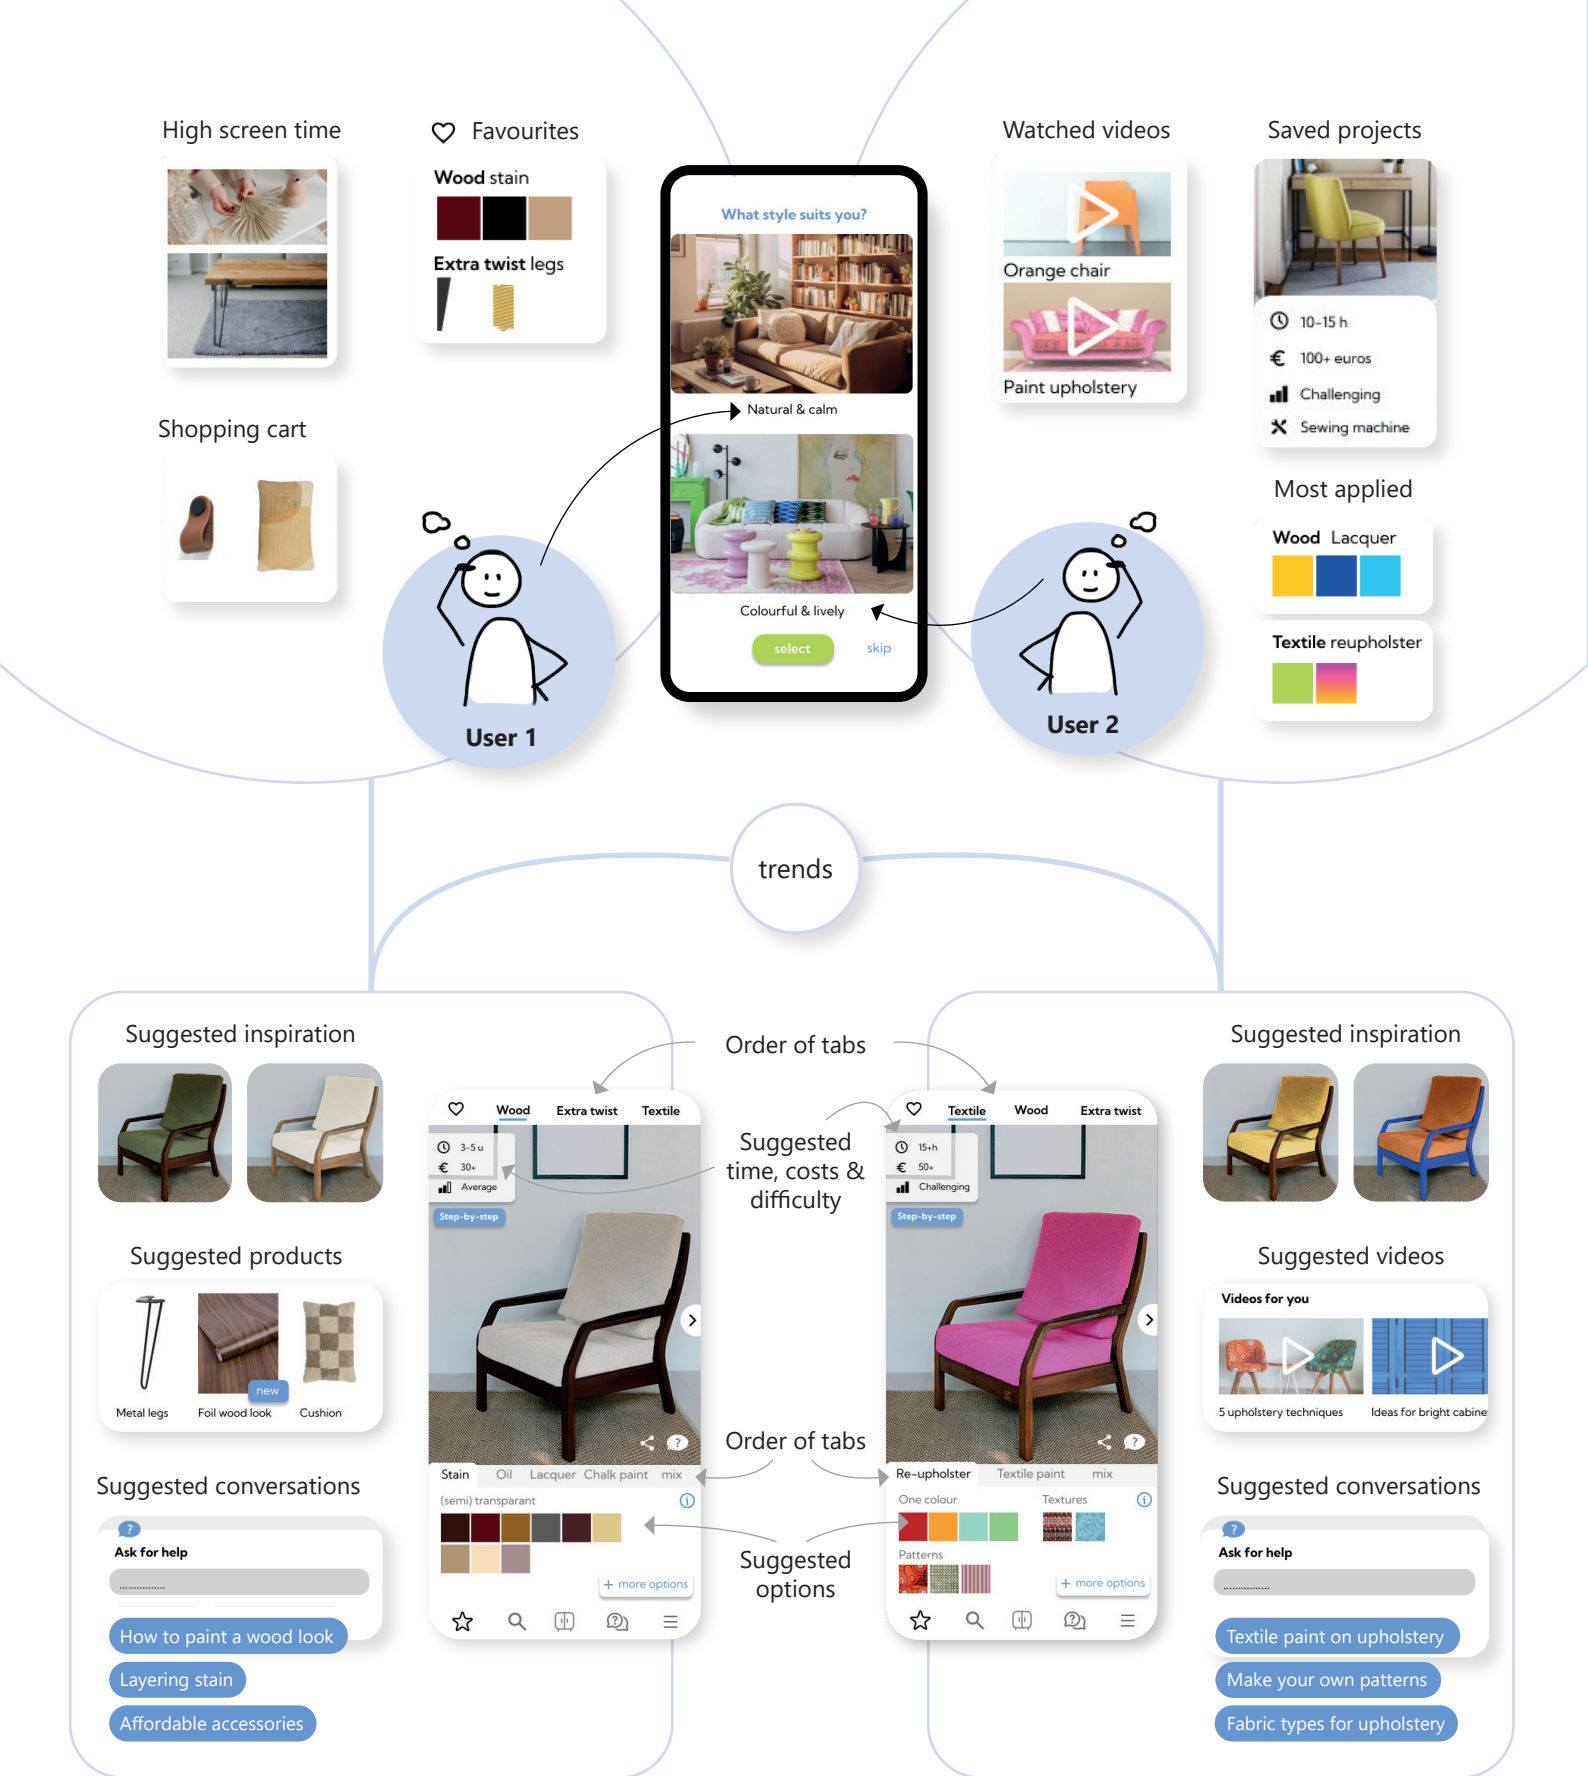 High screen time
Favourites
Wood stain
Extra twist legs
Shopping cart
User 1
What style suits you?
Natural & calm
Colourful & lively
select
skip
Watched videos
Orange chair
Paint upholstery
Saved projects
10-15 h
€ 100+ euros
Challenging
Sewing machine
Most applied
Wood Lacquer
Textile reupholster
User 2
trends
Suggested inspiration
Suggested products
Metal legs
Foil wood look
new
Cushion
Suggested conversations
?
Ask for help
................
How to paint a wood look
Layering stain
Affordable accessories
Wood Extra twist Textile
3-5 u
€ 30+
Average
Step-by-step
?
Stain Oil Lacquer Chalk paint mix
(semi) transparant
i
+ more options
?
Order of tabs
Suggested
time, costs &
difficulty
Order of tabs
Suggested
options
Textile Wood Extra twist
15+h
€ 50+
Challenging
Step-by-step
?
Re-upholster Textile paint mix
One colour Textures
i
Patterns
+ more options
?
Suggested inspiration
Suggested videos
Videos for you
5 upholstery techniques
Ideas for bright cabine
Suggested conversations
?
Ask for help
................
Textile paint on upholstery
Make your own patterns
Fabric types for upholstery